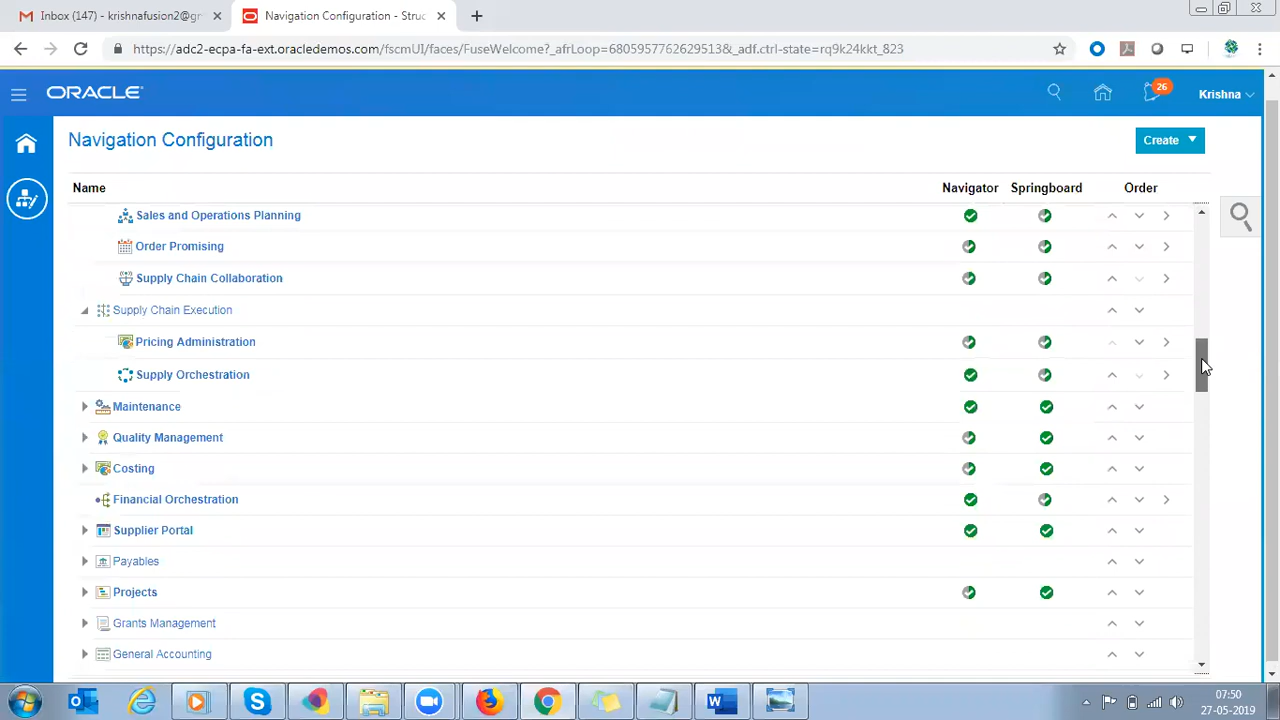 Inbox (147) - krishnafusion2@gr
Navigation Configuration - Struc
https://adc2-ecpa-fa-ext.oracledemos.com/fscmUI/faces/FuseWelcome?_afrLoop=68059577626295513&_adf.ctrl-state=rq9k24kkt_823
ORACLE
26
Krishna
Navigation Configuration
Create
Name
Navigator
Springboard
Order
Sales and Operations Planning
Order Promising
Supply Chain Collaboration
Supply Chain Execution
Pricing Administration
Supply Orchestration
Maintenance
Quality Management
Costing
Financial Orchestration
Supplier Portal
Payables
Projects
Grants Management
General Accounting
07:50
27-05-2019